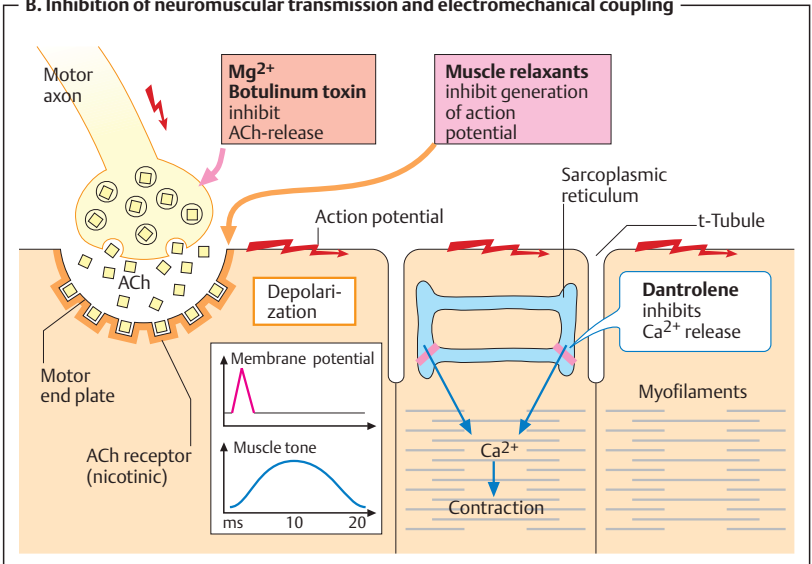 B. Inhibition of neuromuscular transmission and electromechanical coupling
Motor
axon
Mg2+
Botulinum toxin
inhibit
ACh-release
Muscle relaxants
inhibit generation
of action
potential
Sarcoplasmic
reticulum
Action potential
t-Tubule
ACh
Depolari-
zation
Dantrolene
inhibits
Ca2+ release
Motor
end plate
Membrane potential
Myofilaments
ACh receptor
(nicotinic)
Muscle tone
Ca2+
Contraction
ms 10 20